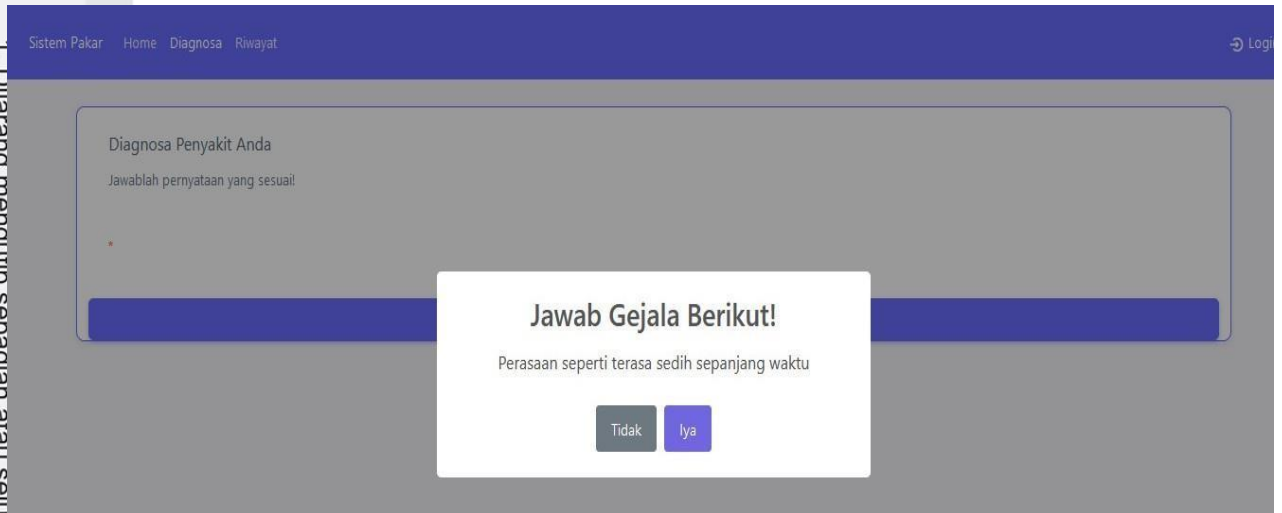 Sistem Pakar Home Diagnosa Riwayat Login
Diagnosa Penyakit Anda
Jawablah pernyataan yang sesuai!
*
Jawab Gejala Berikut!
Perasaan seperti terasa sedih sepanjang waktu
Tidak Iya